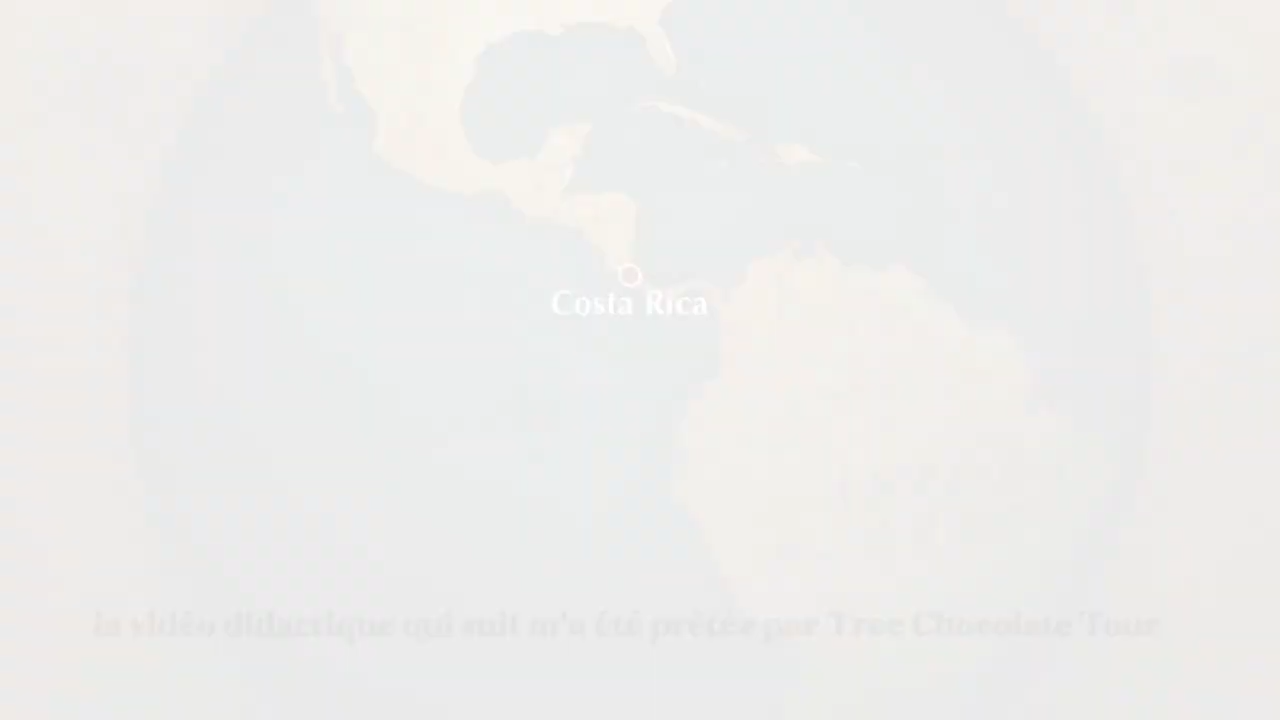 Costa Rica
la vidéo didactique qui suit m'a été prêtée par Tree Chocolate Tour